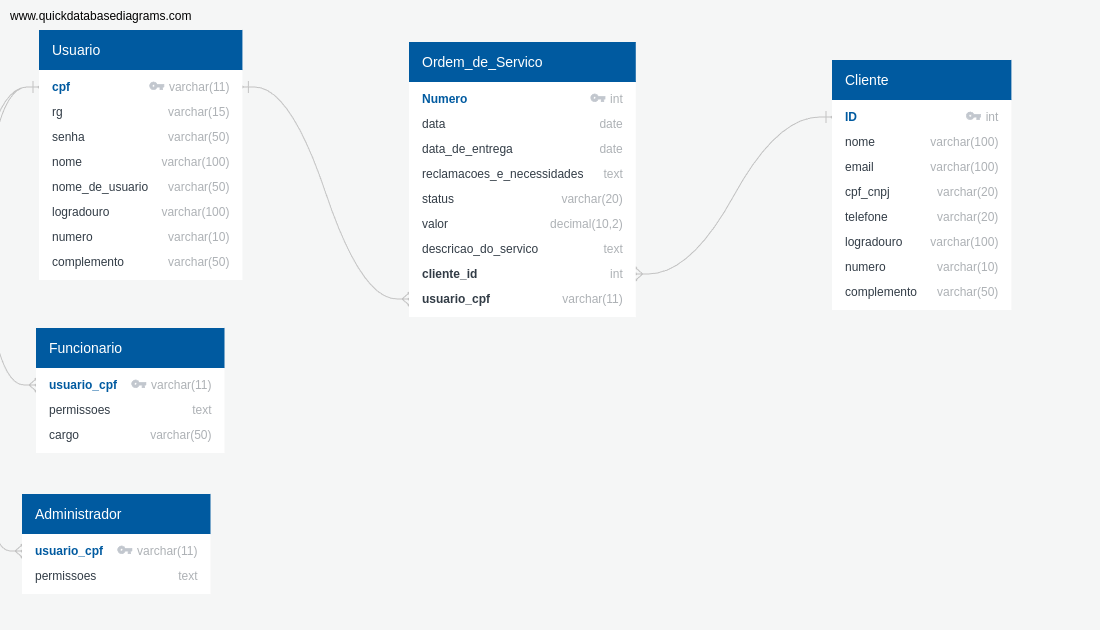 www.quickdatabasediagrams.com
Usuario
cpf varchar(11)
rg varchar(15)
senha varchar(50)
nome varchar(100)
nome_de_usuario varchar(50)
logradouro varchar(100)
numero varchar(10)
complemento varchar(50)
Ordem_de_Servico
Numero int
data date
data_de_entrega date
reclamacoes_e_necessidades text
status varchar(20)
valor decimal(10,2)
descricao_do_servico text
cliente_id int
usuario_cpf varchar(11)
Cliente
ID int
nome varchar(100)
email varchar(100)
cpf_cnpj varchar(20)
telefone varchar(20)
logradouro varchar(100)
numero varchar(10)
complemento varchar(50)
Funcionario
usuario_cpf varchar(11)
permissoes text
cargo varchar(50)
Administrador
usuario_cpf varchar(11)
permissoes text